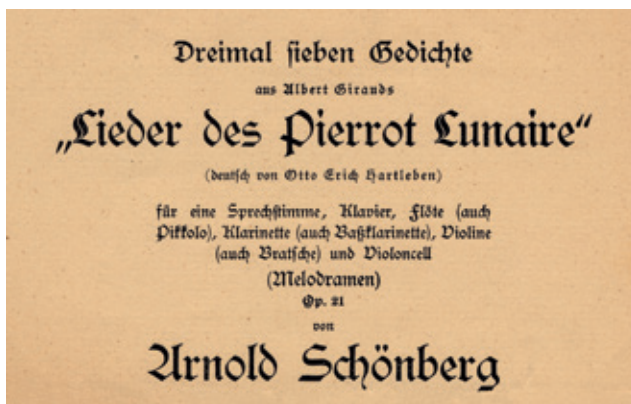 Dreimal sieben Gedichte
aus Albert Girauds
„Lieder des Pierrot Lunaire“
(deutsch von Otto Erich Hartleben)
für eine Sprechstimme, Klavier, Flöte (auch
Pikkolo), Klarinette (auch Baßklarinette), Violine
(auch Bratsche) und Violoncell
(Melodramen)
Op. 21
von
Arnold Schönberg